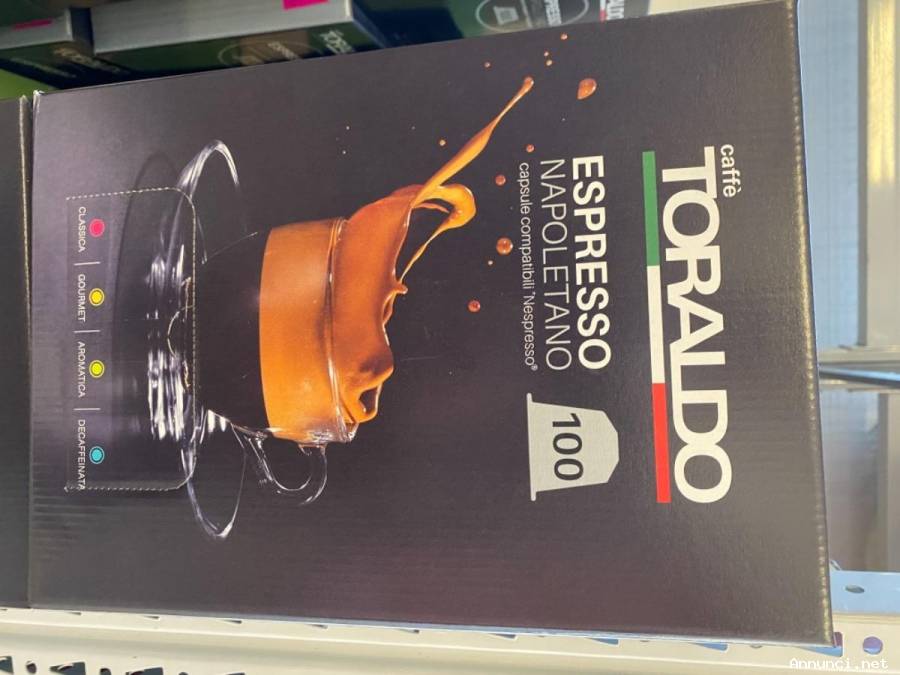 caffè
TORALDO
ESPRESSO
NAPOLETANO
capsule compatibili *Nespresso®
100
CLASSICA
GOURMET
AROMATICA
DECAFFEINATA
Annunci.net